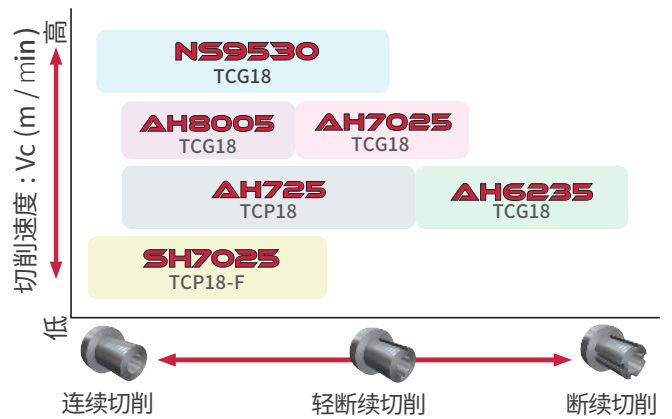 高
切削速度：Vc (m / min)
低
NS9530
TCG18
AH8005
TCG18
AH7025
TCG18
AH725
TCP18
AH6235
TCG18
SH7025
TCP18-F
连续切削
轻断续切削
断续切削